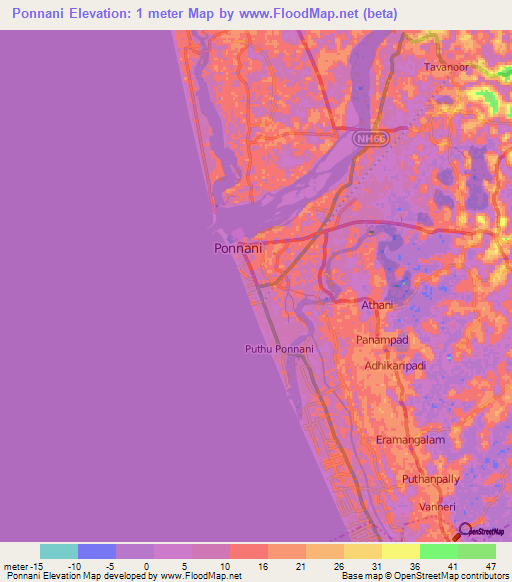 Ponnani Elevation: 1 meter Map by www.FloodMap.net (beta)
Tavanoor
NH66
Ponnani
Athani
Panampad
Puthu Ponnani
Adhikaripadi
Eramangalam
Puthanpally
Vanneri
OpenStreetMap
meter -15 -10 -5 0 5 10 16 21 26 31 36 41 47
Ponnani Elevation Map developed by www.FloodMap.net
Base map © OpenStreetMap contributors